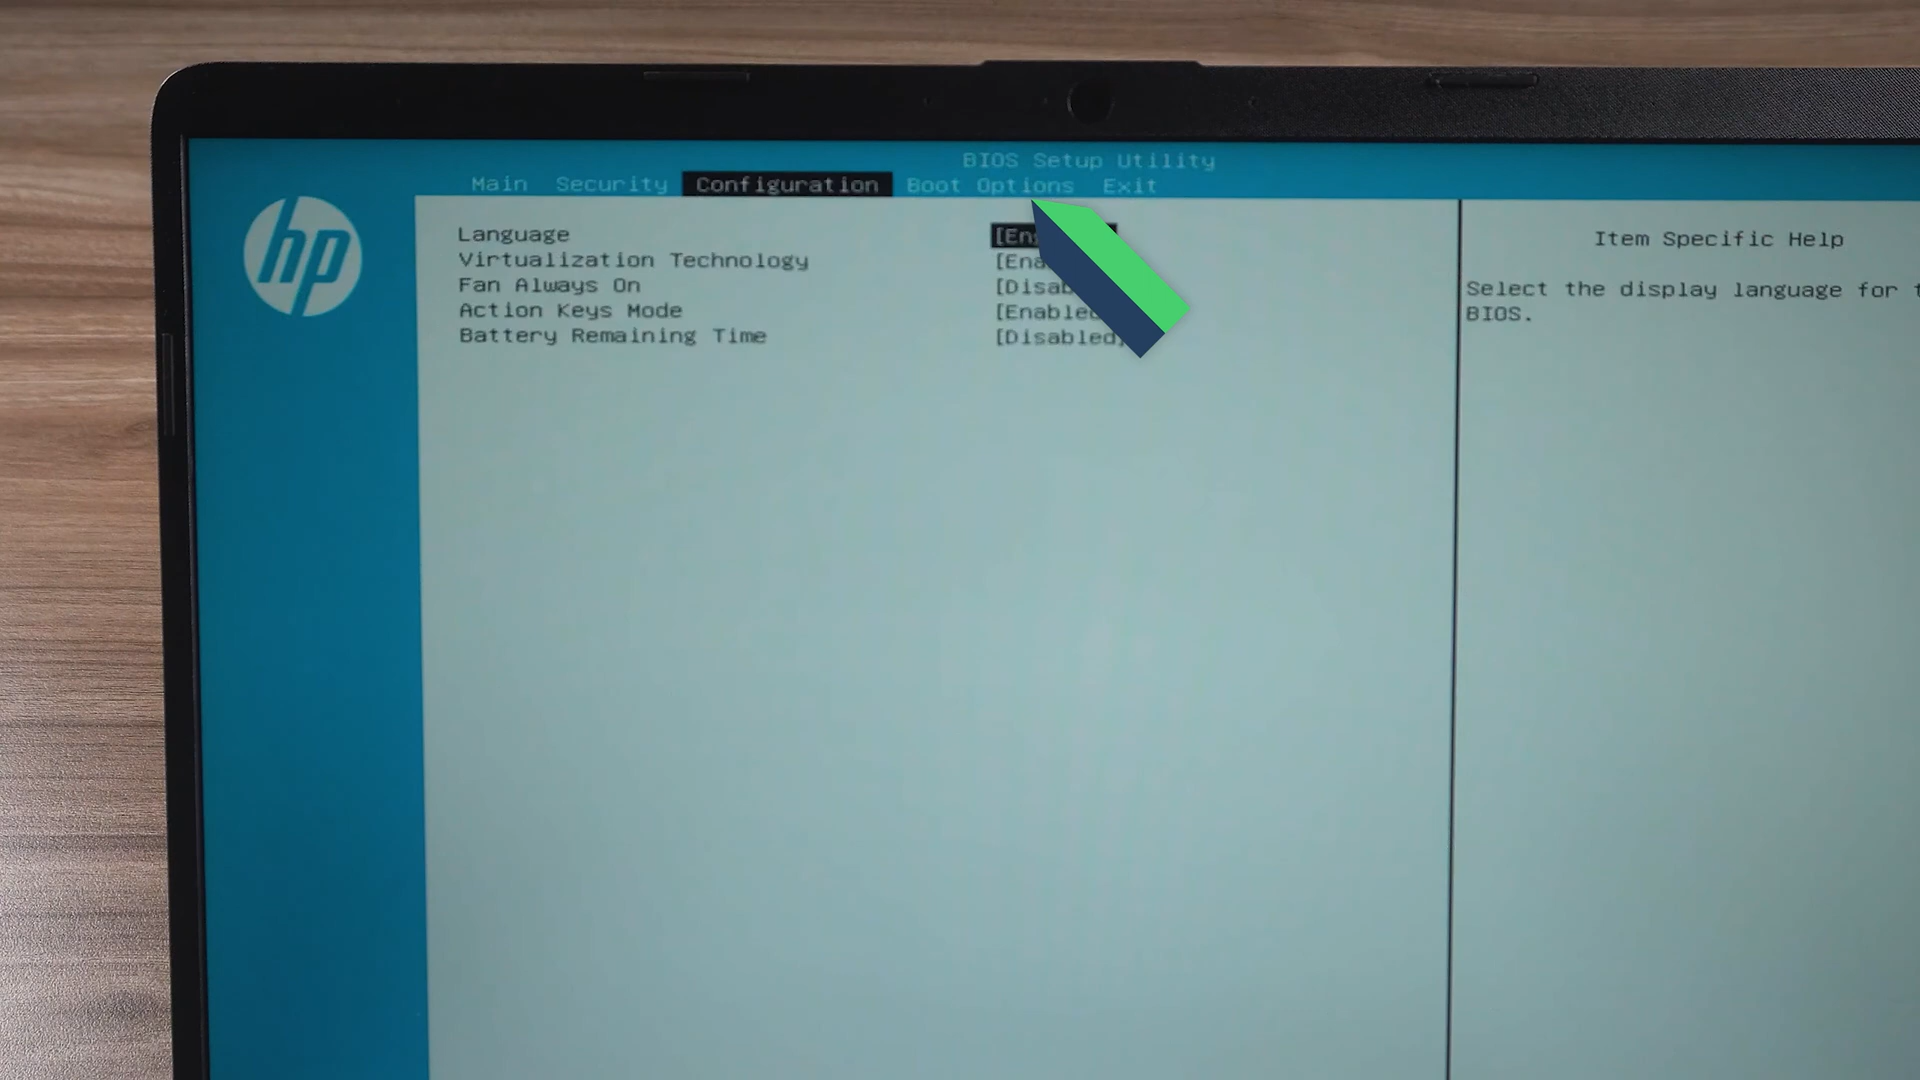 BIOS Setup Utility
Main Security Configuration Boot Options Exit
hp
Language
Virtualization Technology
Fan Always On
Action Keys Mode
Battery Remaining Time [Disabled]
Item Specific Help
Select the display language for
BIOS.